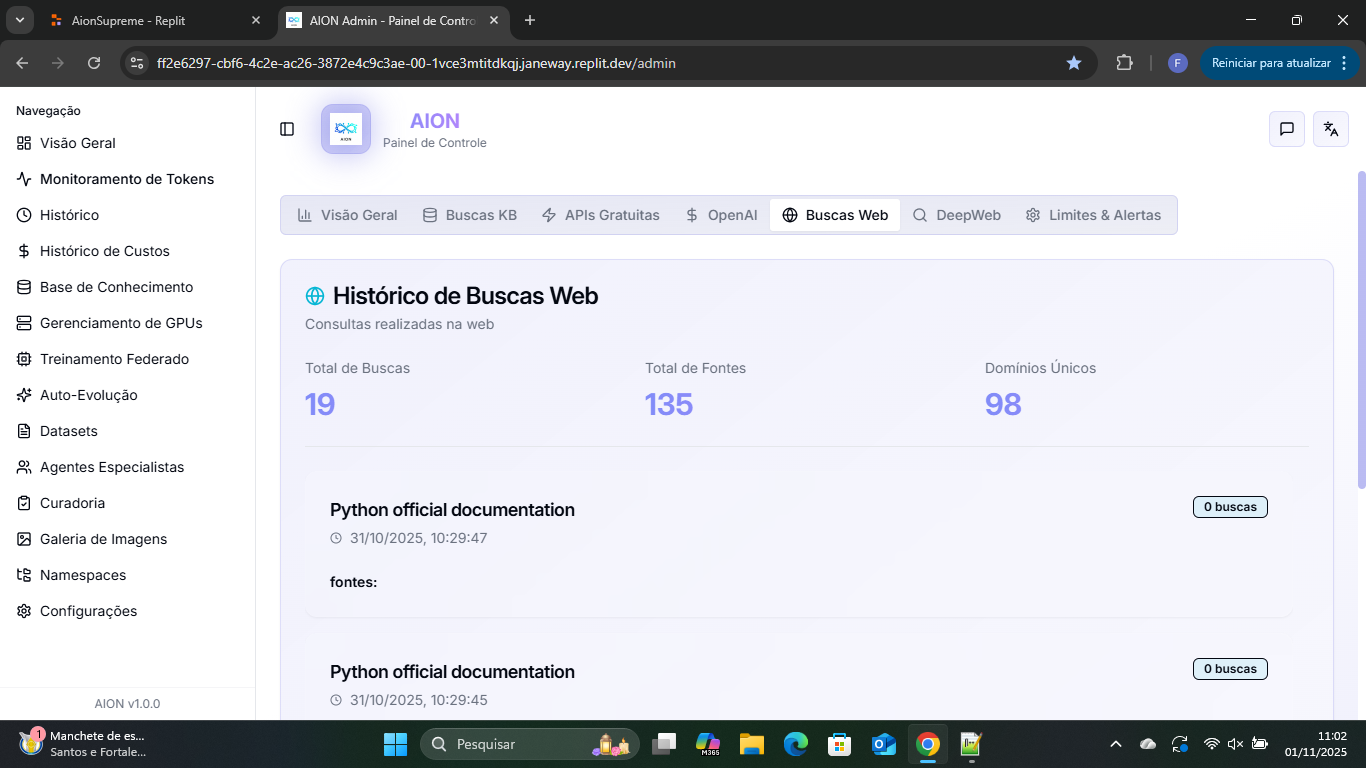 AionSupreme - Replit
AION Admin - Painel de Contro
ff2e6297-cbf6-4c2e-ac26-3872e4c9c3ae-00-1vce3mtitdkqj.janeway.replit.dev/admin
F
Reiniciar para atualizar
Navegação
Visão Geral
Monitoramento de Tokens
Histórico
Histórico de Custos
Base de Conhecimento
Gerenciamento de GPUs
Treinamento Federado
Auto-Evolução
Datasets
Agentes Especialistas
Curadoria
Galeria de Imagens
Namespaces
Configurações
AION v1.0.0
AION
AION
Painel de Controle
Visão Geral
Buscas KB
APIs Gratuitas
OpenAI
Buscas Web
DeepWeb
Limites & Alertas
Histórico de Buscas Web
Consultas realizadas na web
Total de Buscas
19
Total de Fontes
135
Domínios Únicos
98
Python official documentation
0 buscas
31/10/2025, 10:29:47
fontes:
Python official documentation
0 buscas
31/10/2025, 10:29:45
1
Manchete de es...
Santos e Fortale...
Pesquisar
M365
11:02
01/11/2025